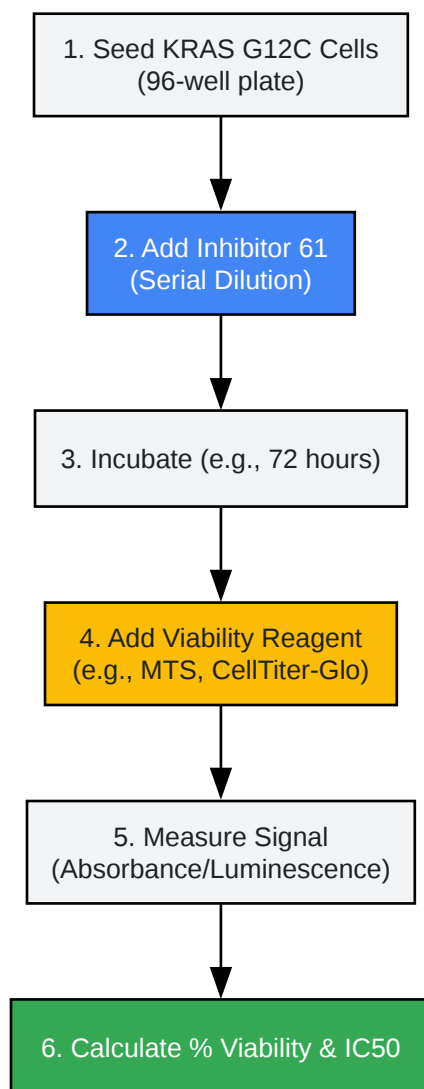 1. Seed KRAS G12C Cells
(96-well plate)
2. Add Inhibitor 61
(Serial Dilution)
3. Incubate (e.g., 72 hours)
4. Add Viability Reagent
(e.g., MTS, CellTiter-Glo)
5. Measure Signal
(Absorbance/Luminescence)
6. Calculate % Viability & IC50